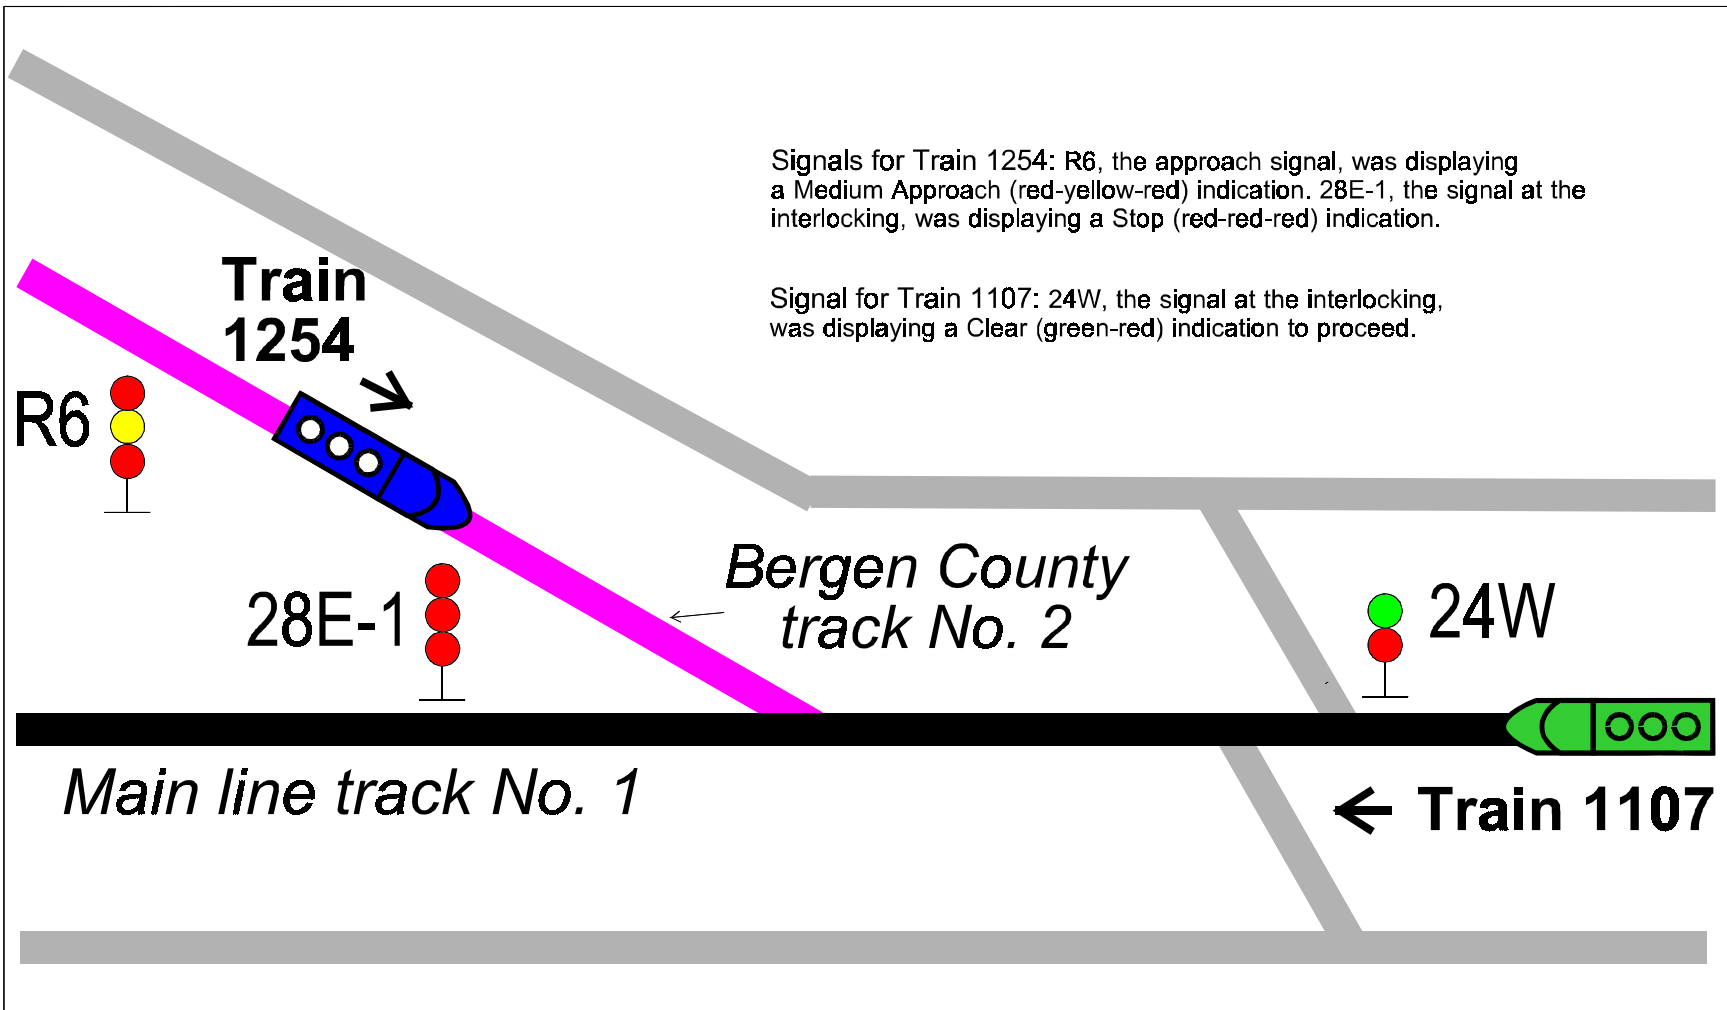 Signals for Train 1254: R6, the approach signal, was displaying
a Medium Approach (red-yellow-red) indication. 28E-1, the signal at the
interlocking, was displaying a Stop (red-red-red) indication.
Signal for Train 1107: 24W, the signal at the interlocking,
was displaying a Clear (green-red) indication to proceed.
Train
1254
R6
28E-1
Bergen County
track No. 2
24W
Main line track No. 1
Train 1107